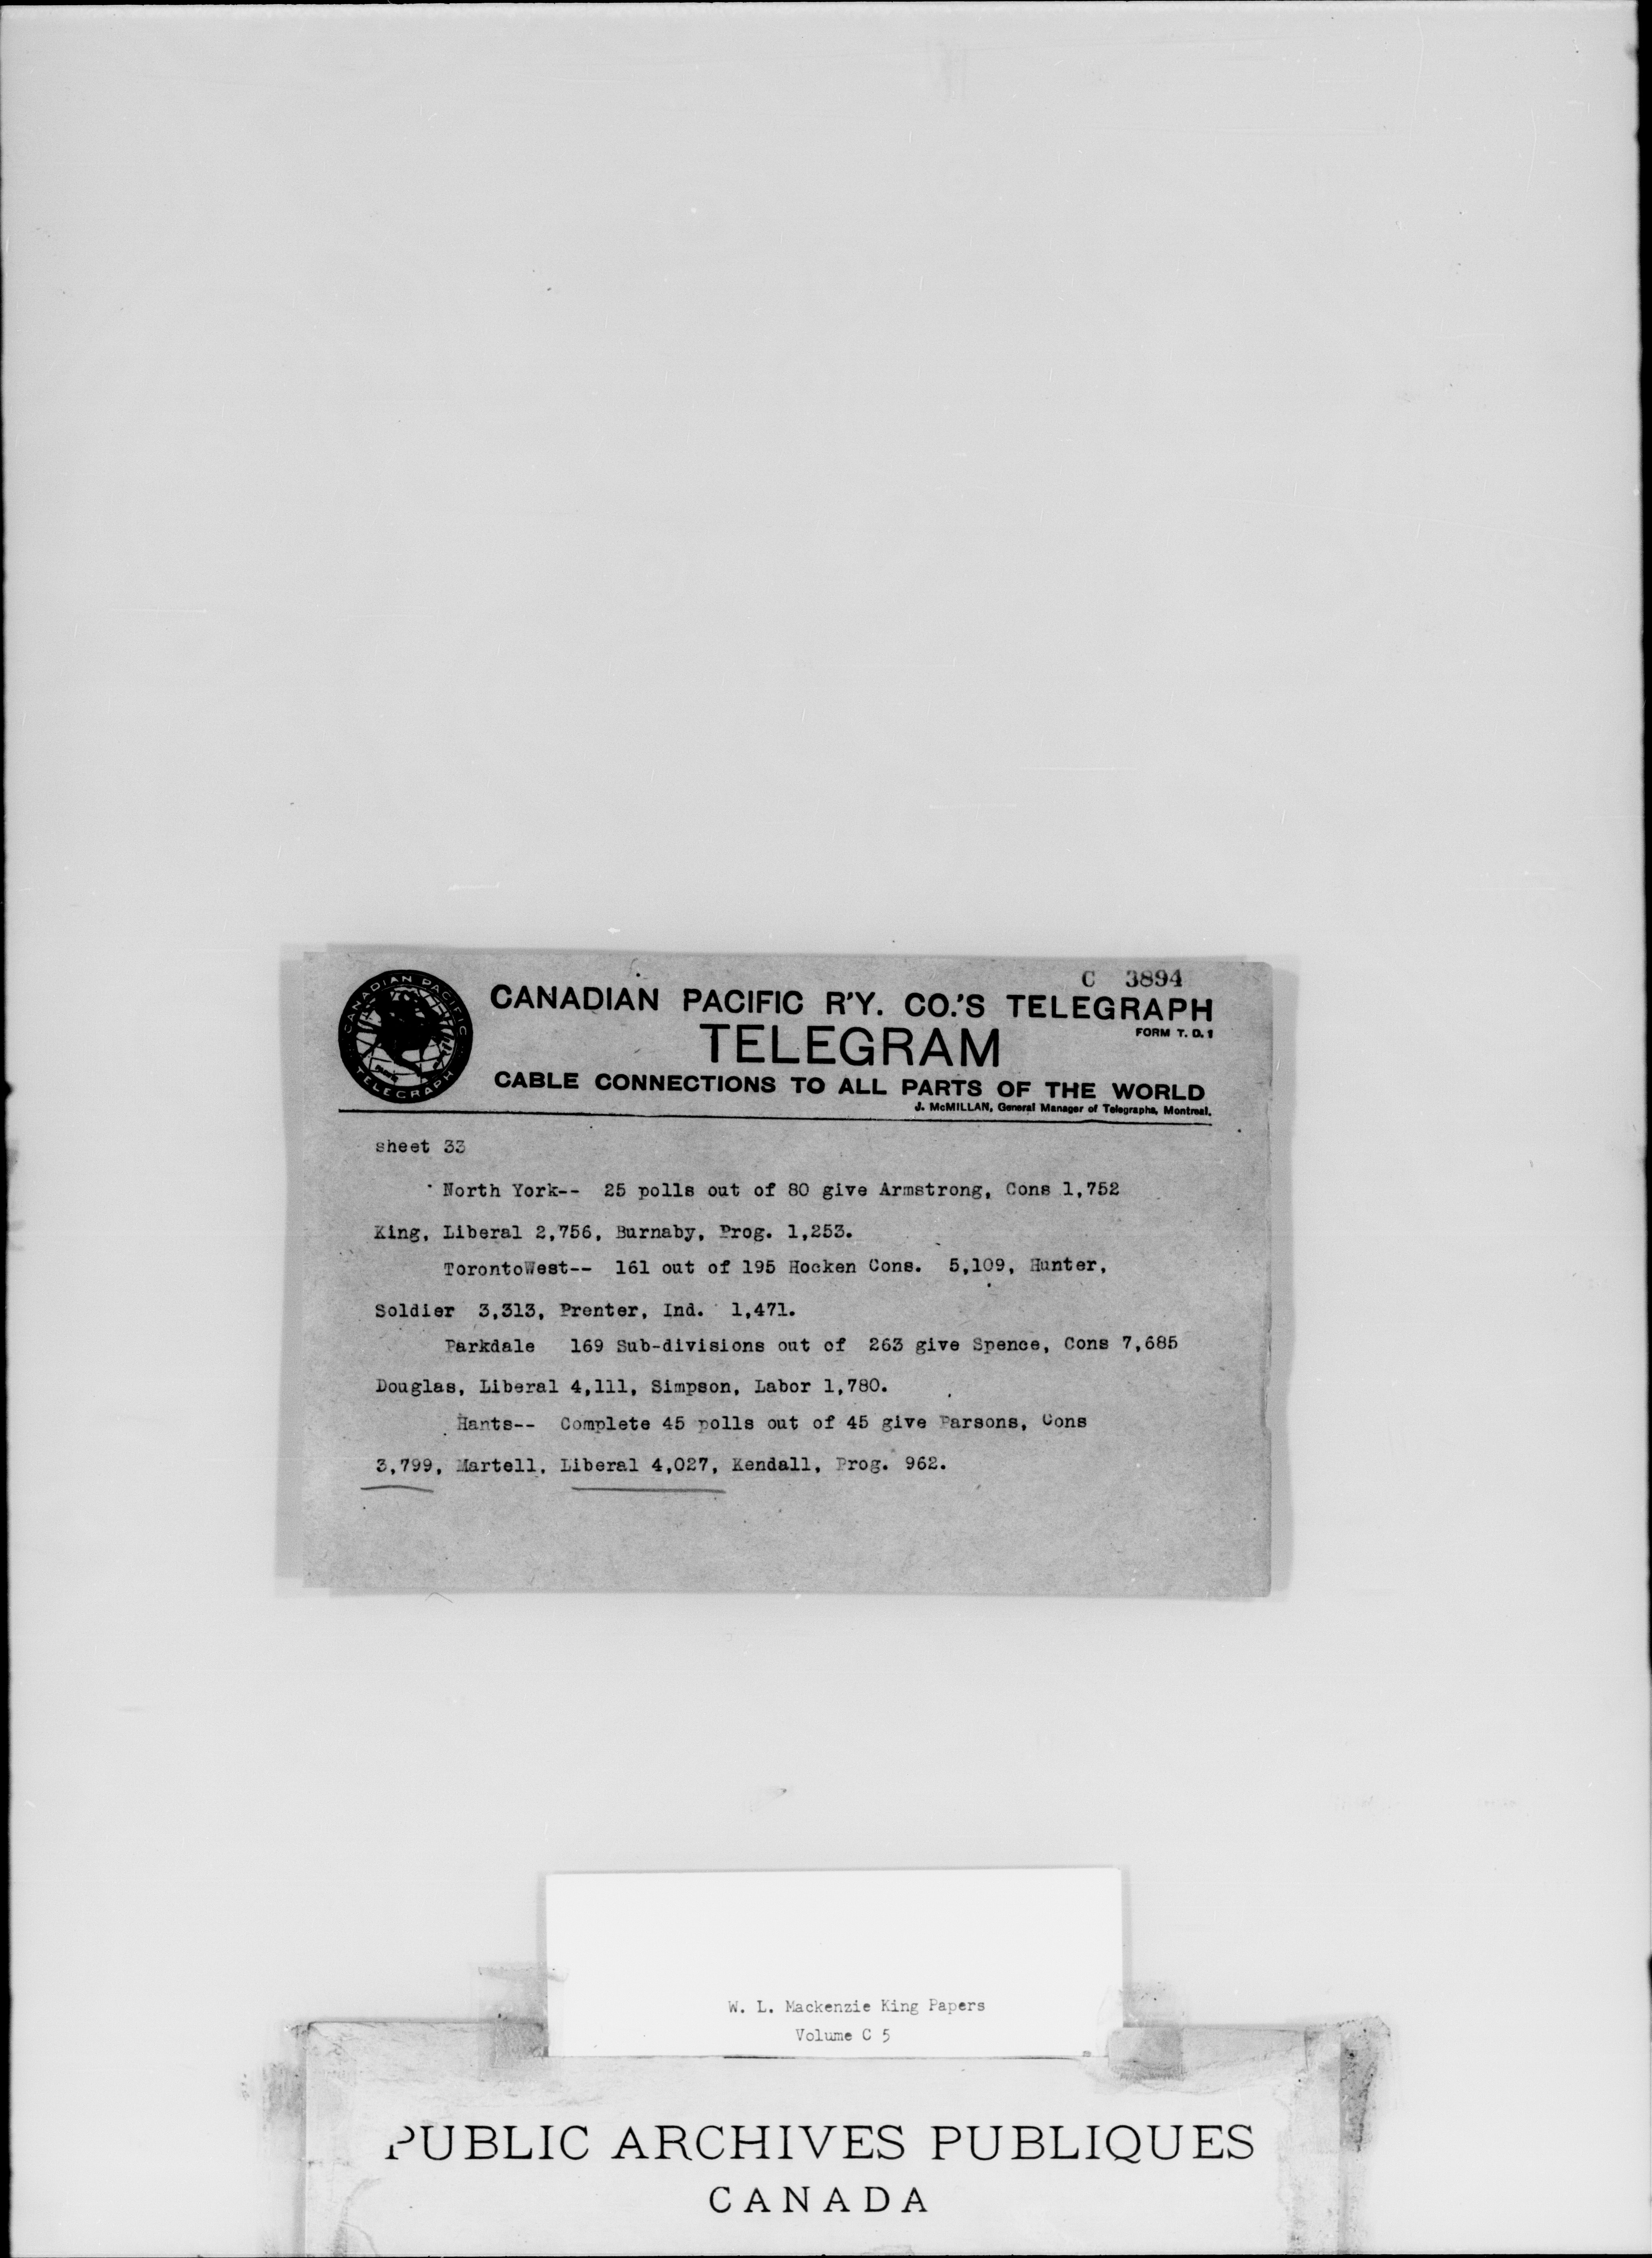 C 3894
CANADIAN PACIFIC
TELEGRAPH
CANADIAN PACIFIC R'Y. CO.'S TELEGRAPH
TELEGRAM
FORM T. D. 1
CABLE CONNECTIONS TO ALL PARTS OF THE WORLD
J. McMILLAN, General Manager of Telegraphs, Montreal.
sheet 33
North York-- 25 polls out of 80 give Armstrong, Cons 1,752
King, Liberal 2,756, Burnaby, Prog. 1,253.
TorontoWest-- 161 out of 195 Hocken Cons. 5,109, Hunter,
Soldier 3,313, Prenter, Ind. 1,471.
Parkdale 169 Sub-divisions out of 263 give Spence, Cons 7,685
Douglas, Liberal 4,111, Simpson, Labor 1,780.
Hants-- Complete 45 polls out of 45 give Parsons, Cons
3,799, Martell, Liberal 4,027, Kendall, Prog. 962.
W. L. Mackenzie King Papers
Volume C 5
PUBLIC ARCHIVES PUBLIQUES
CANADA